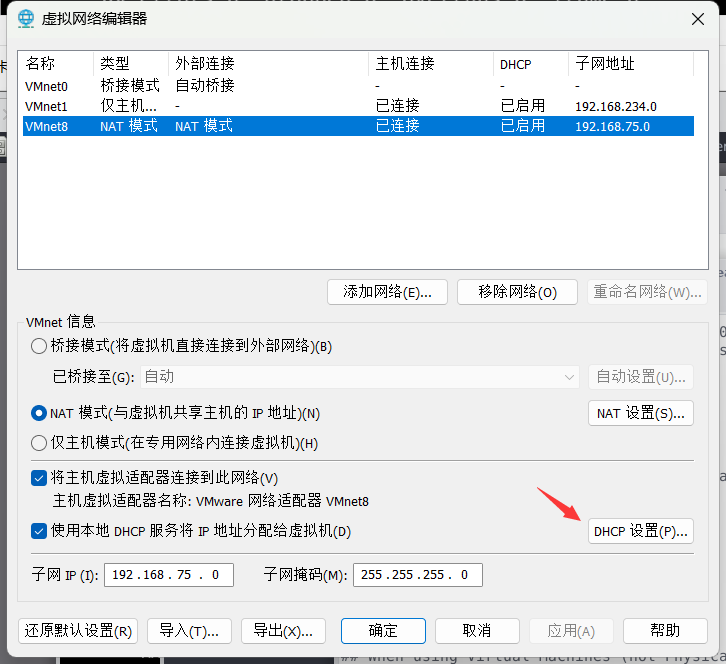 虚拟网络编辑器
名称 类型 外部连接 主机连接 DHCP 子网地址
VMnet0 桥接模式 自动桥接 - - -
VMnet1 仅主机... - 已连接 已启用 192.168.234.0
VMnet8 NAT 模式 NAT 模式 已连接 已启用 192.168.75.0
添加网络(E)... 移除网络(O) 重命名网络(W)...
VMnet 信息
桥接模式(将虚拟机直接连接到外部网络)(B)
已桥接至(G): 自动 自动设置(U)...
NAT 模式(与虚拟机共享主机的 IP 地址)(N) NAT 设置(S)...
仅主机模式(在专用网络内连接虚拟机)(H)
将主机虚拟适配器连接到此网络(V)
主机虚拟适配器名称: VMware 网络适配器 VMnet8
使用本地 DHCP 服务将 IP 地址分配给虚拟机(D) DHCP 设置(P)...
子网 IP (I): 192 . 168 . 75 . 0 子网掩码(M): 255 . 255 . 255 . 0
还原默认设置(R) 导入(T)... 导出(X)... 确定 取消 应用(A) 帮助
## When using virtual machines (not Physica